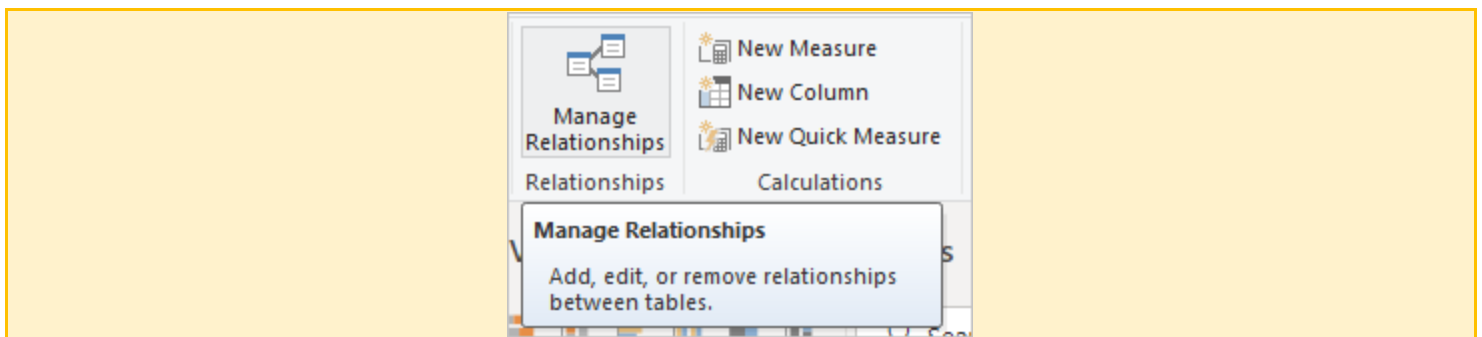 New Measure
New Column
Manage
Relationships
New Quick Measure
Relationships
Calculations
Manage Relationships
Add, edit, or remove relationships
between tables.